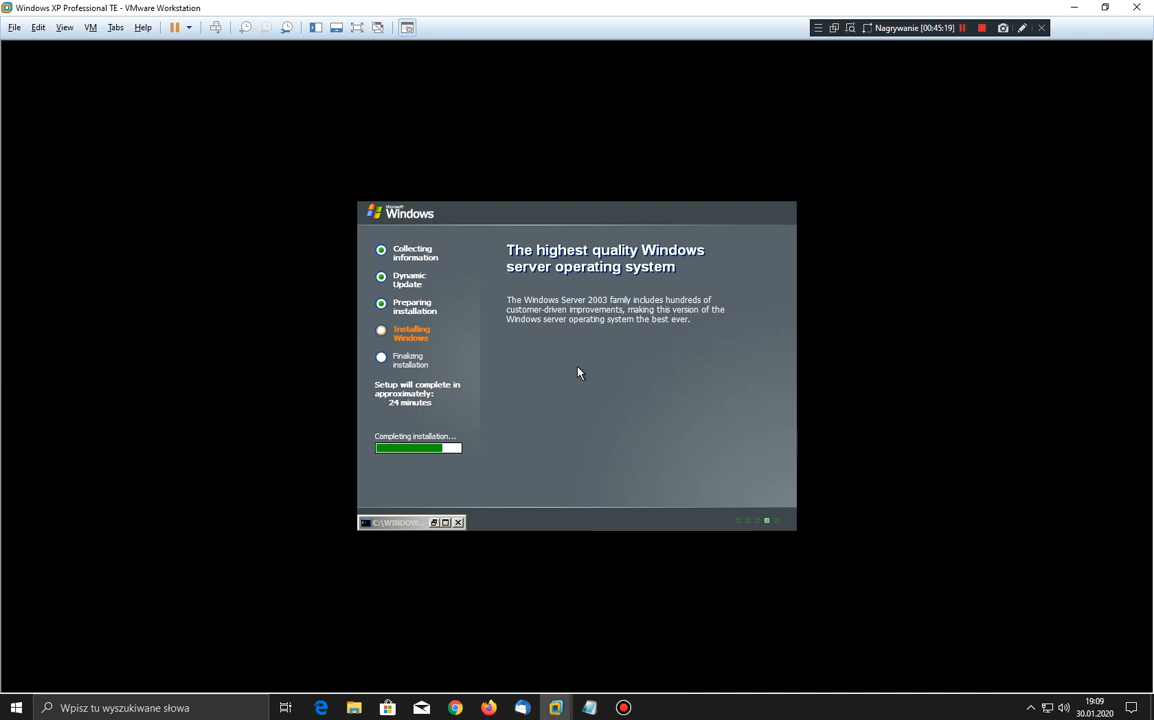 Windows XP Professional TE - VMware Workstation
File Edit View VM Tabs Help
Nagrywanie [00:45:19]
Microsoft
Windows
Collecting
information
Dynamic
Update
Preparing
installation
Installing
Windows
Finalizing
installation
Setup will complete in
approximately:
24 minutes
Completing installation...
The highest quality Windows
server operating system
The Windows Server 2003 family includes hundreds of
customer-driven improvements, making this version of the
Windows server operating system the best ever.
C:\WINDOW...
Wpisz tu wyszukiwane słowa
19:09
30.01.2020